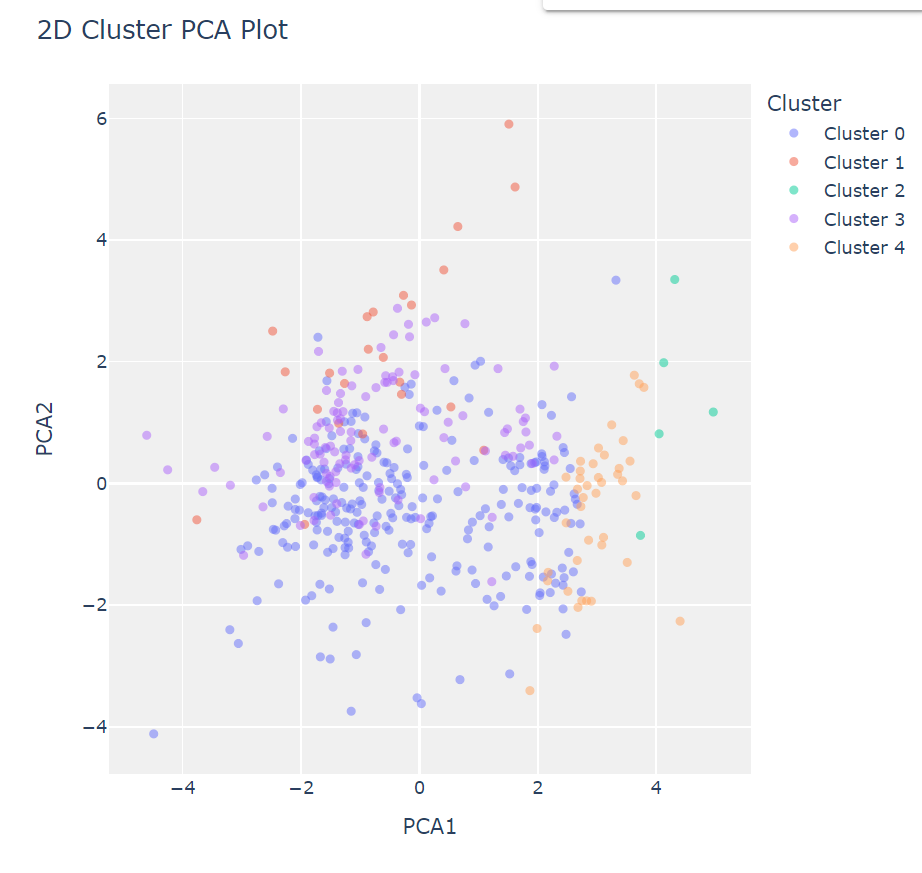 2D Cluster PCA Plot
Cluster
Cluster 0
Cluster 1
Cluster 2
Cluster 3
Cluster 4
6
4
2
0
−2
−4
PCA2
−4
−2
0
2
4
PCA1